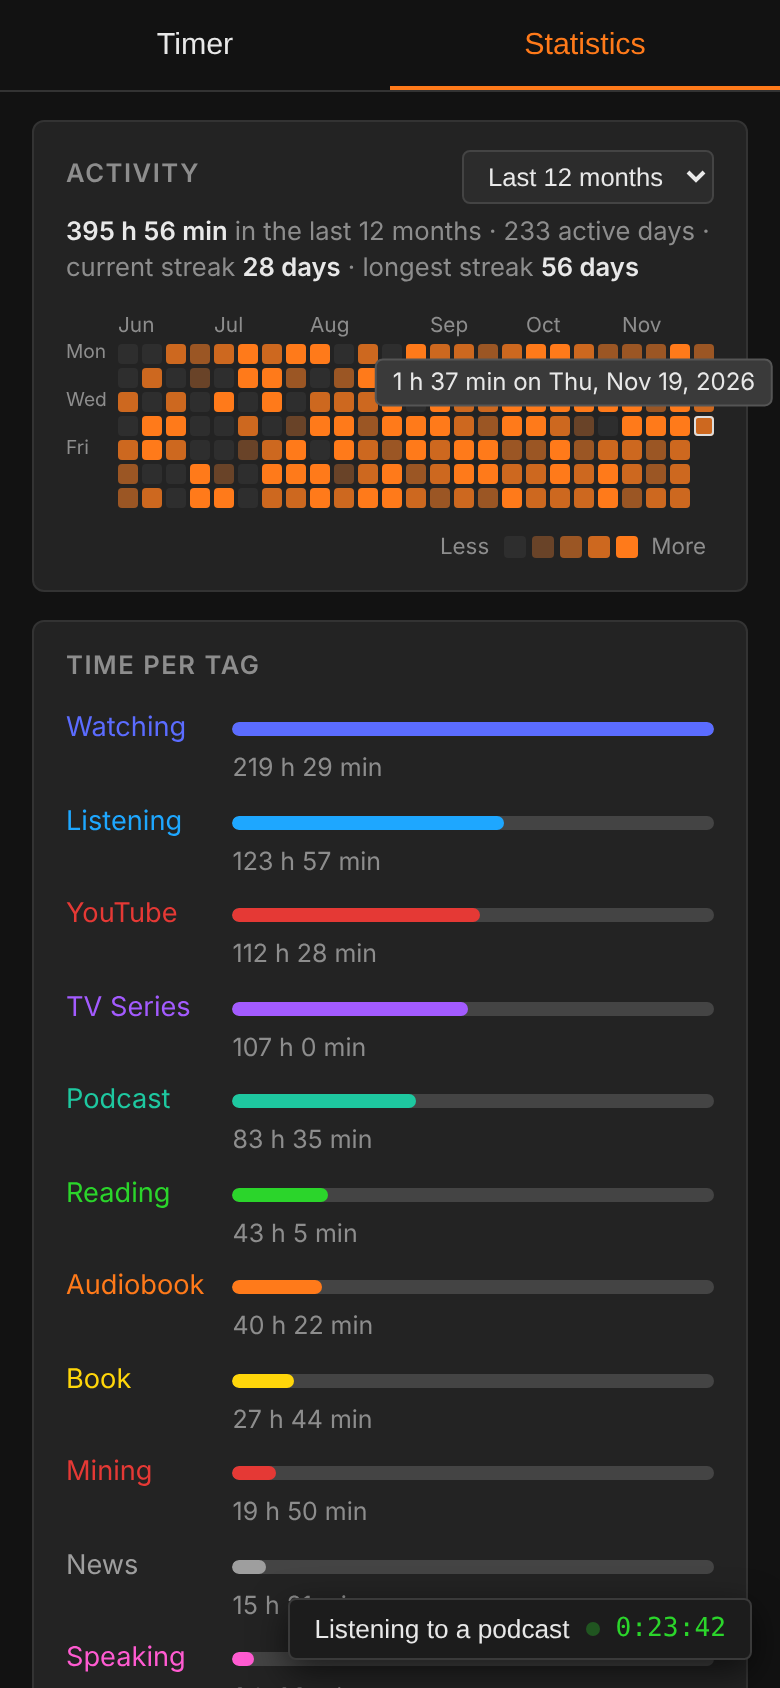 Timer
Statistics
ACTIVITY
Last 12 months
395 h 56 min in the last 12 months · 233 active days ·
current streak 28 days · longest streak 56 days
Jun Jul Aug Sep Oct Nov
Mon
1 h 37 min on Thu, Nov 19, 2026
Wed
Fri
Less More
TIME PER TAG
Watching
219 h 29 min
Listening
123 h 57 min
YouTube
112 h 28 min
TV Series
107 h 0 min
Podcast
83 h 35 min
Reading
43 h 5 min
Audiobook
40 h 22 min
Book
27 h 44 min
Mining
19 h 50 min
News
15 h
Listening to a podcast 0:23:42
Speaking